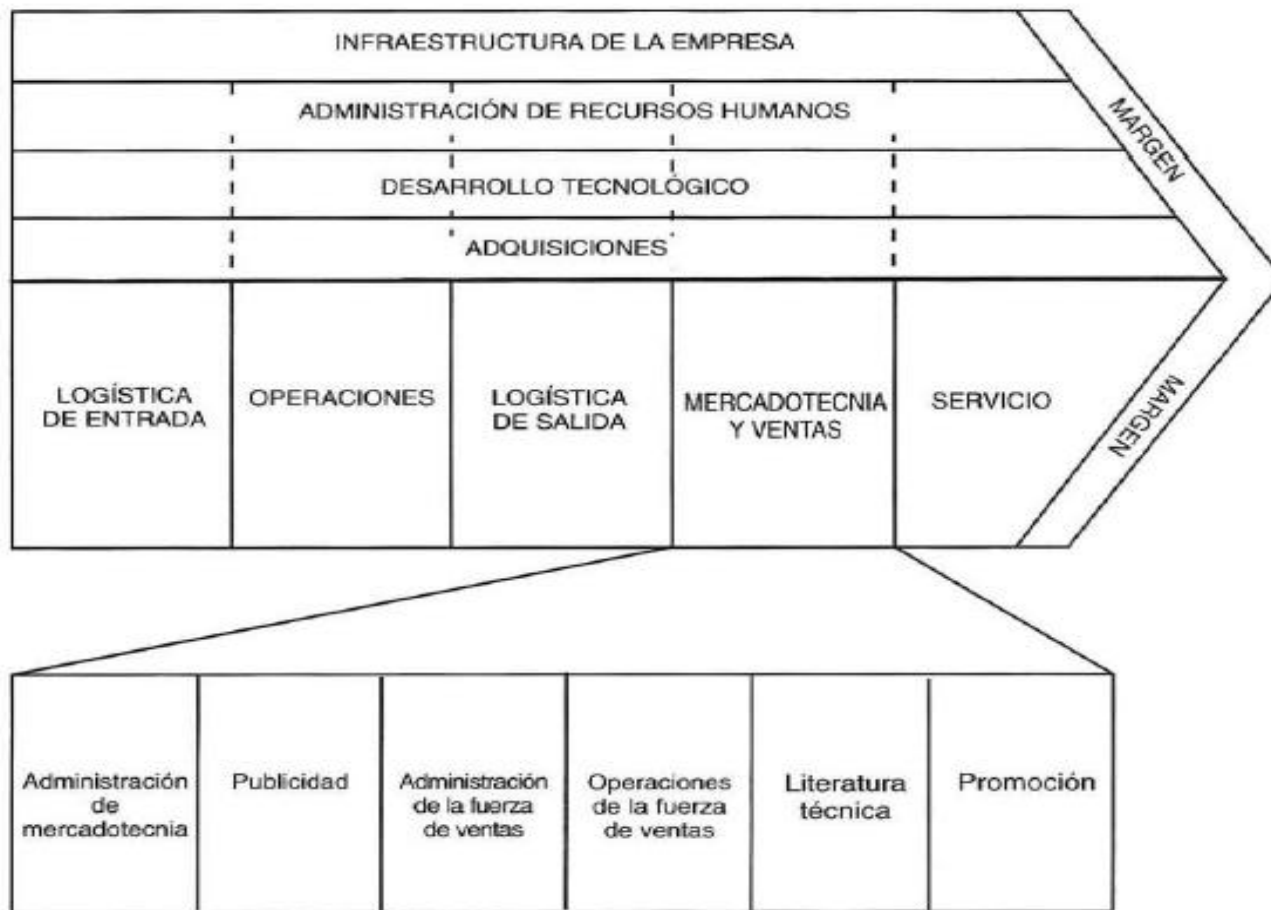 INFRAESTRUCTURA DE LA EMPRESA
ADMINISTRACIÓN DE RECURSOS HUMANOS
DESARROLLO TECNOLÓGICO
ADQUISICIONES
MARGEN
LOGÍSTICA
DE ENTRADA
OPERACIONES
LOGÍSTICA
DE SALIDA
MERCADOTECNIA
Y VENTAS
SERVICIO
MARGEN
Administración
de
mercadotecnia
Publicidad
Administración
de la fuerza
de ventas
Operaciones
de la fuerza
de ventas
Literatura
técnica
Promoción